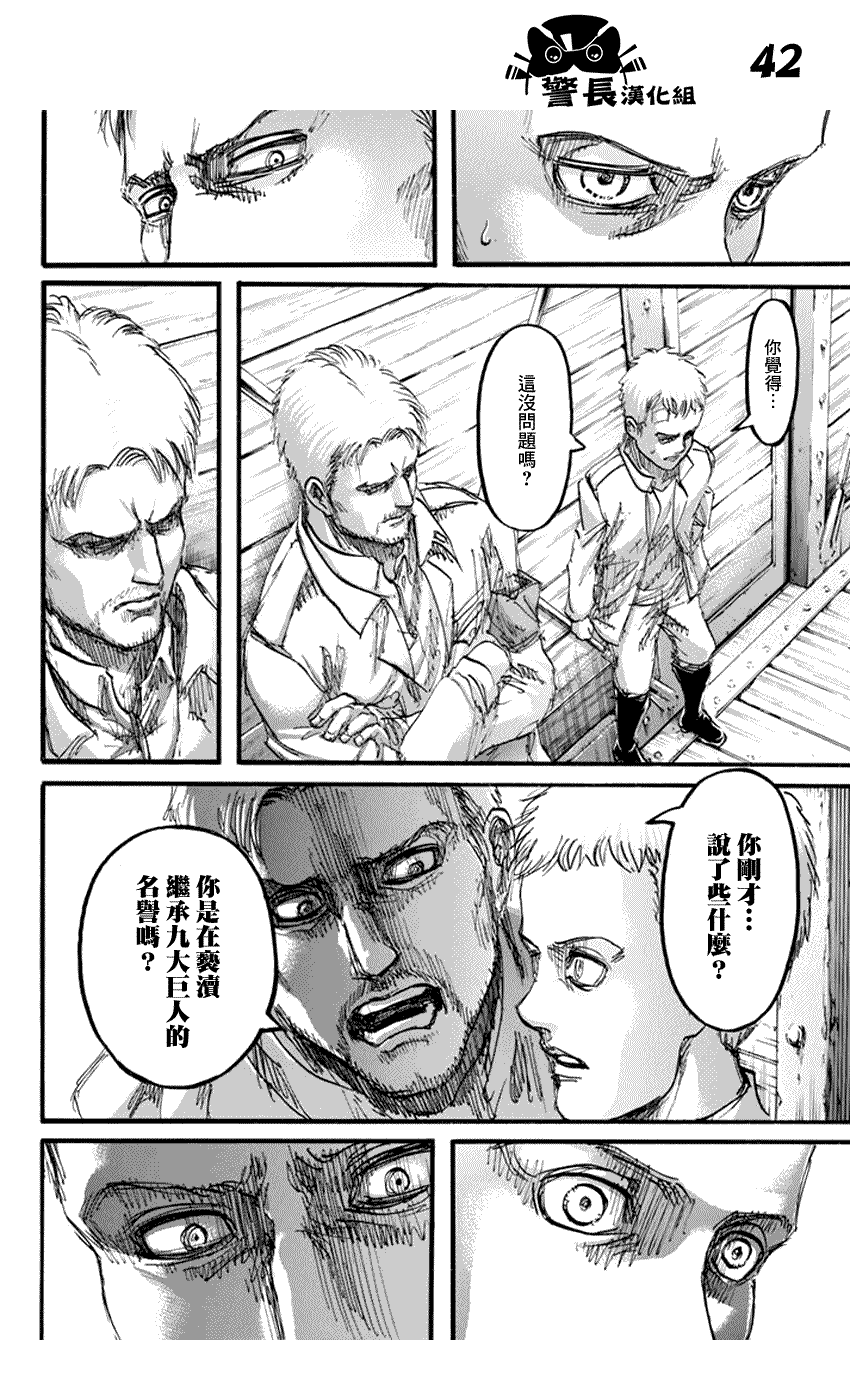 警長漢化組
42
你覺得…
這沒問題嗎？
你剛才…
說了些什麼？
你是在褻瀆
繼承九大巨人的
名譽嗎？